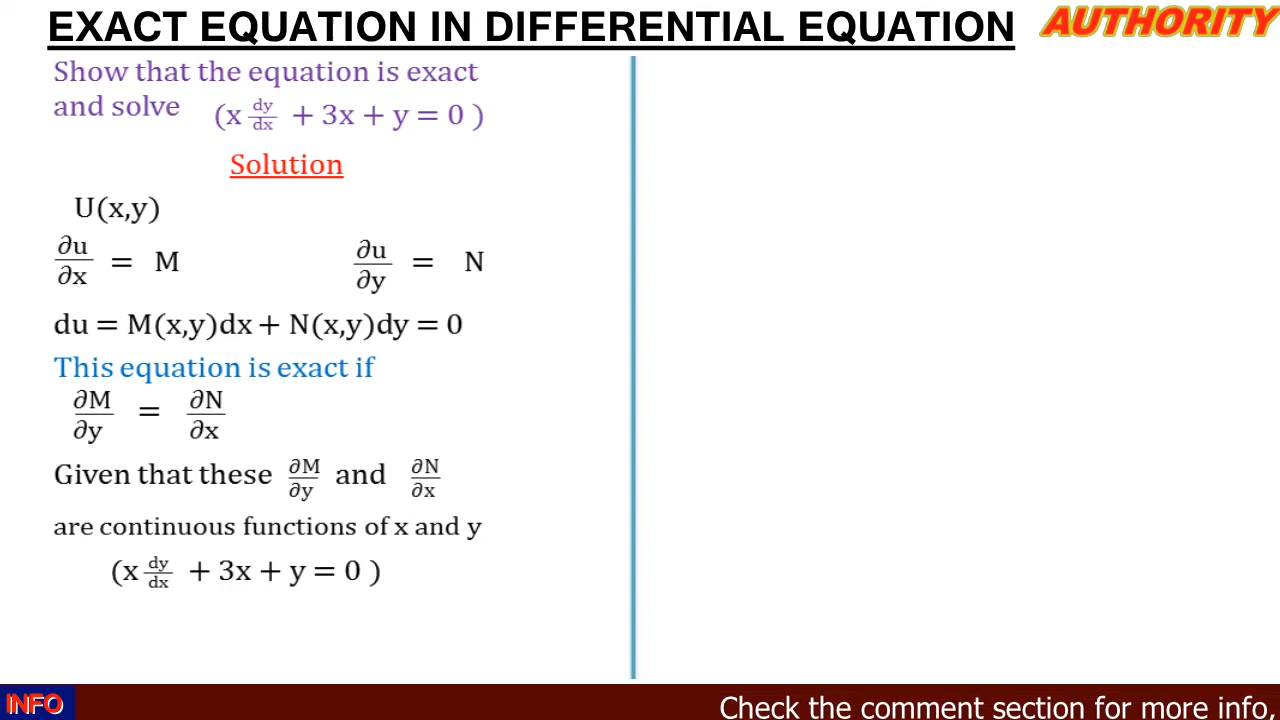 EXACT EQUATION IN DIFFERENTIAL EQUATION
AUTHORITY
Show that the equation is exact
and solve (x dy/dx + 3x + y = 0 )
Solution
U(x,y)
∂u/∂x = M ∂u/∂y = N
du = M(x,y)dx + N(x,y)dy = 0
This equation is exact if
∂M/∂y = ∂N/∂x
Given that these ∂M/∂y and ∂N/∂x
are continuous functions of x and y
(x dy/dx + 3x + y = 0 )
INFO
Check the comment section for more info.